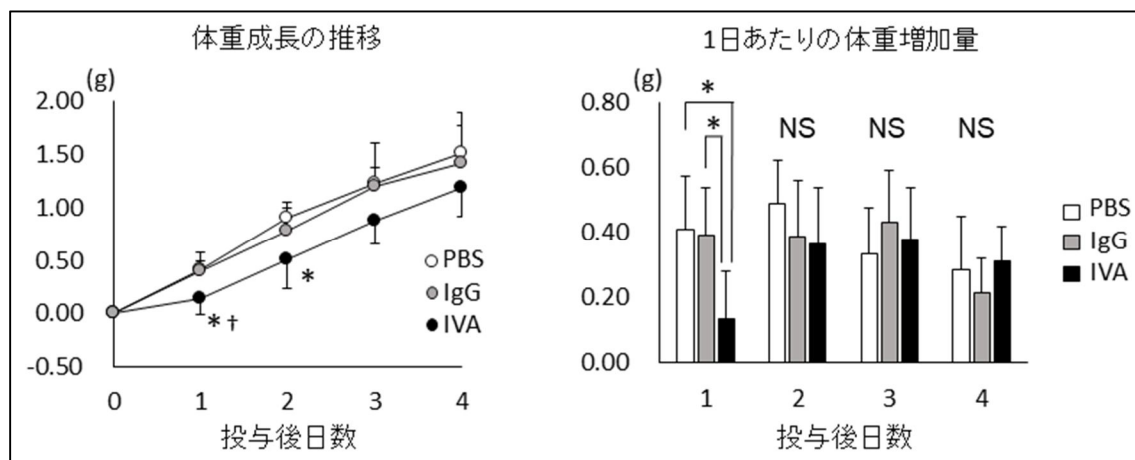 体重成長の推移
(g)
2.00
1.50
1.00
0.50
0.00
-0.50
* †
*
PBS
IgG
IVA
0 1 2 3 4
投与後日数
1日あたりの体重増加量
(g)
0.80
0.60
0.40
0.20
0.00
*
*
NS NS NS
PBS
IgG
IVA
1 2 3 4
投与後日数